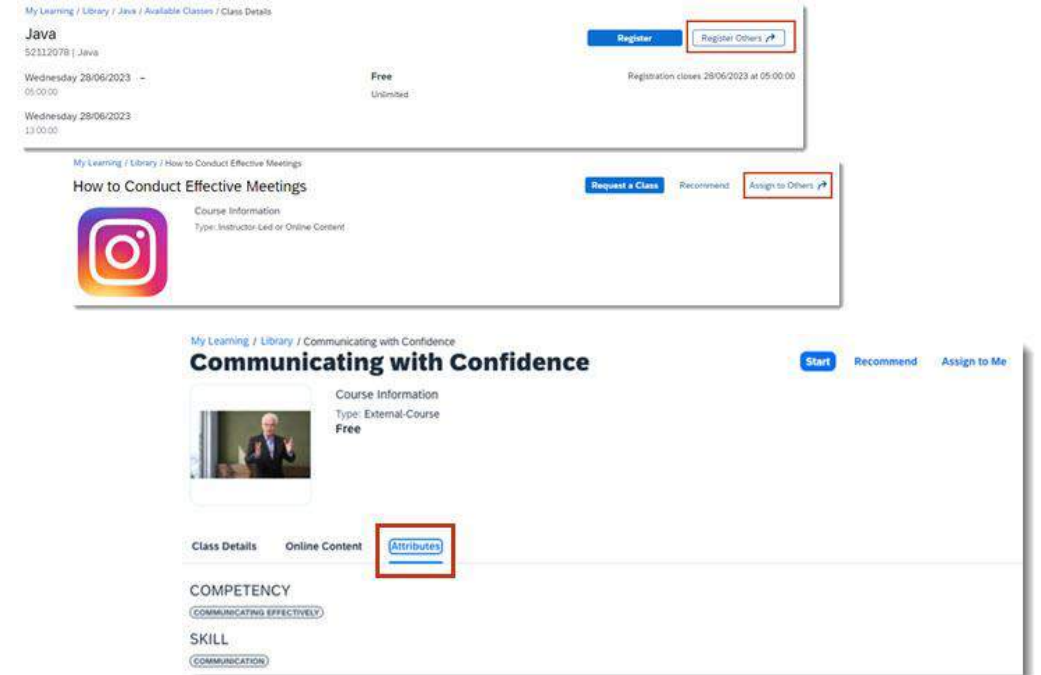 My Learning / Library / Java / Available Classes / Class Details
Java
Register
Register Others
52112078 | Java
Wednesday 28/06/2023 –
Free
Registration closes 28/06/2023 at 05:00:00
05:00:00
Unlimited
Wednesday 28/06/2023
13:00:00
My Learning / Library / How to Conduct Effective Meetings
How to Conduct Effective Meetings
Request a Class
Recommend
Assign to Others
Course Information
Type: Instructor-Led or Online Content
My Learning / Library / Communicating with Confidence
Communicating with Confidence
Start
Recommend
Assign to Me
Course Information
Type: External-Course
Free
Class Details
Online Content
Attributes
COMPETENCY
COMMUNICATING EFFECTIVELY
SKILL
COMMUNICATION